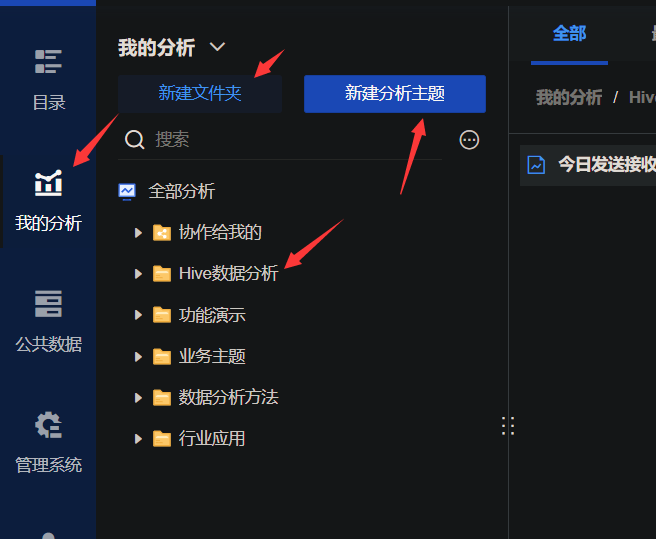 目录
我的分析
公共数据
管理系统
我的分析
新建文件夹 新建分析主题
搜索
全部分析
协作给我的
Hive数据分析
功能演示
业务主题
数据分析方法
行业应用
全部
我的分析 / Hiv
今日发送接收